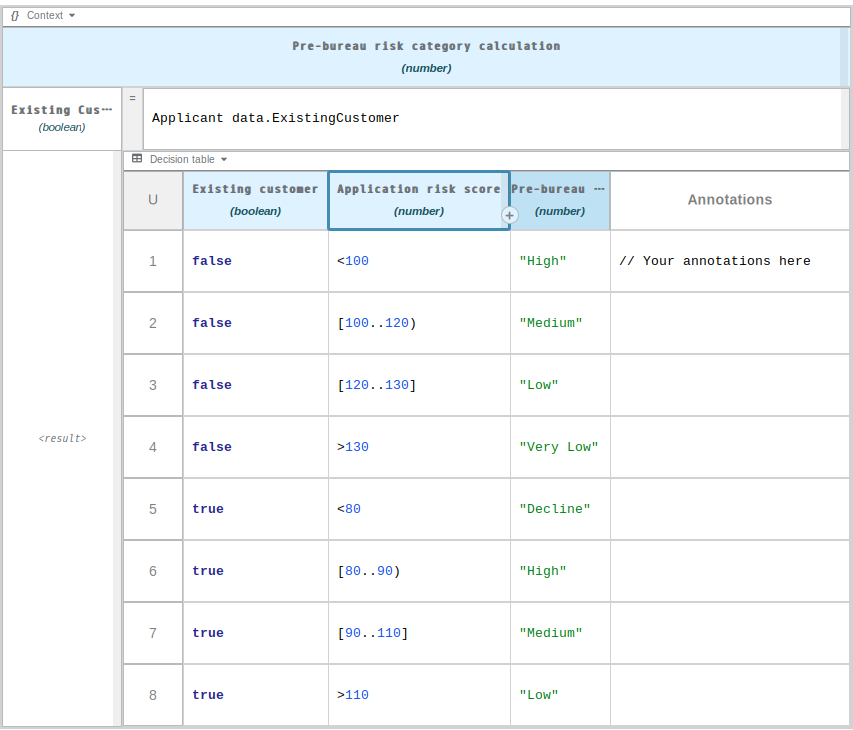 {} Context
Pre-bureau risk category calculation
(number)
Existing Cus…
(boolean)
=
Applicant data.ExistingCustomer
Decision table
U
Existing customer
(boolean)
Application risk score
(number)
Pre-bureau …
(number)
Annotations
1 false <100 "High" // Your annotations here
2 false [100..120) "Medium"
3 false [120..130] "Low"
4 false >130 "Very Low"
<result>
5 true <80 "Decline"
6 true [80..90) "High"
7 true [90..110] "Medium"
8 true >110 "Low"